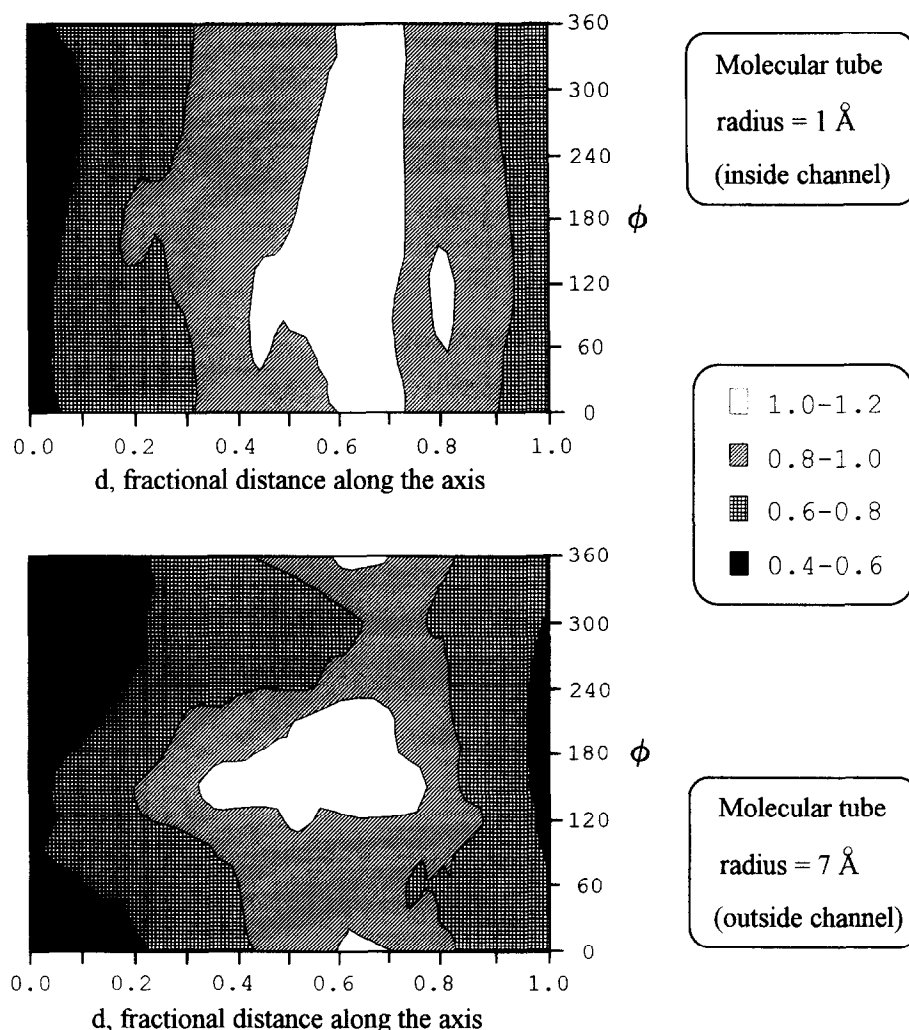 360
300
240
180 ϕ
120
60
0
0.0 0.2 0.4 0.6 0.8 1.0
d, fractional distance along the axis
Molecular tube
radius = 1 Å
(inside channel)
1.0-1.2
0.8-1.0
0.6-0.8
0.4-0.6
360
300
240
180 ϕ
120
60
0
0.0 0.2 0.4 0.6 0.8 1.0
d, fractional distance along the axis
Molecular tube
radius = 7 Å
(outside channel)